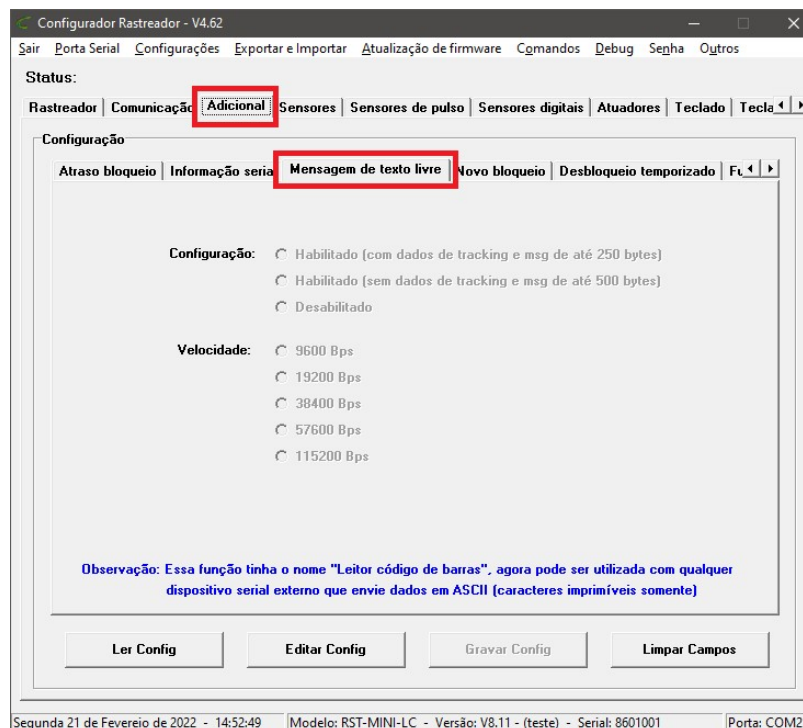 Configurador Rastreador - V4.62
Sair Porta Serial Configurações Exportar e Importar Atualização de firmware Comandos Debug Senha Outros
Status:
Rastreador Comunicação Adicional Sensores Sensores de pulso Sensores digitais Atuadores Teclado Tecla
Configuração
Atraso bloqueio Informação seria Mensagem de texto livre Novo bloqueio Desbloqueio temporizado Fu
Configuração: Habilitado (com dados de tracking e msg de até 250 bytes)
Habilitado (sem dados de tracking e msg de até 500 bytes)
Desabilitado
Velocidade: 9600 Bps
19200 Bps
38400 Bps
57600 Bps
115200 Bps
Observação: Essa função tinha o nome "Leitor código de barras", agora pode ser utilizada com qualquer
dispositivo serial externo que envie dados em ASCII (caracteres imprimíveis somente)
Ler Config Editar Config Gravar Config Limpar Campos
Segunda 21 de Fevereio de 2022 - 14:52:49 Modelo: RST-MINI-LC - Versão: V8.11 - (teste) - Serial: 8601001 Porta: COM2